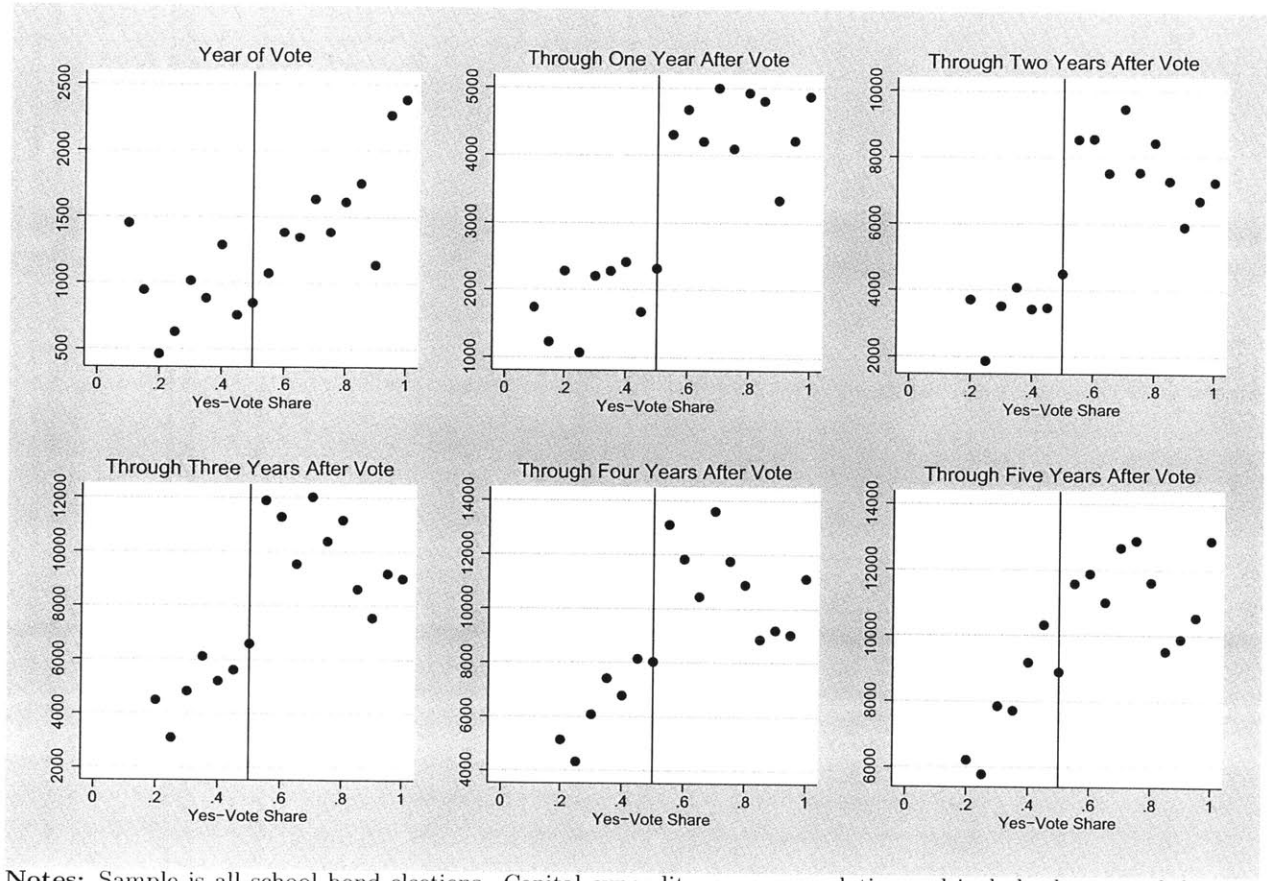 Year of Vote
2500
2000
1500
1000
500
0 .2 .4 .6 .8 1
Yes-Vote Share
Through One Year After Vote
5000
4000
3000
2000
1000
0 .2 .4 .6 .8 1
Yes-Vote Share
Through Two Years After Vote
10000
8000
6000
4000
2000
0 .2 .4 .6 .8 1
Yes-Vote Share
Through Three Years After Vote
12000
10000
8000
6000
4000
2000
0 .2 .4 .6 .8 1
Yes-Vote Share
Through Four Years After Vote
14000
12000
10000
8000
6000
4000
0 .2 .4 .6 .8 1
Yes-Vote Share
Through Five Years After Vote
14000
12000
10000
8000
6000
0 .2 .4 .6 .8 1
Yes-Vote Share
Notes: Sample is all school bond elections. Capital